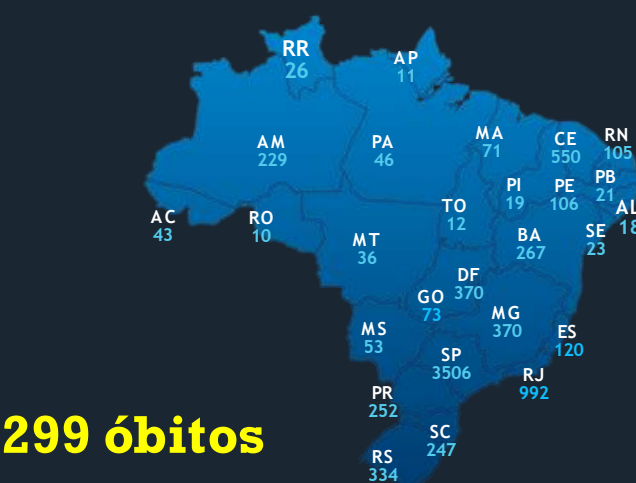 RR
26
AP
11
AM
229
PA
46
MA
71
CE
550
RN
105
PI
19
PE
106
PB
21
AL
18
AC
43
RO
10
TO
12
MT
36
BA
267
SE
23
DF
370
GO
73
MG
370
MS
53
ES
120
SP
3506
RJ
992
PR
252
SC
247
RS
334
299 óbitos